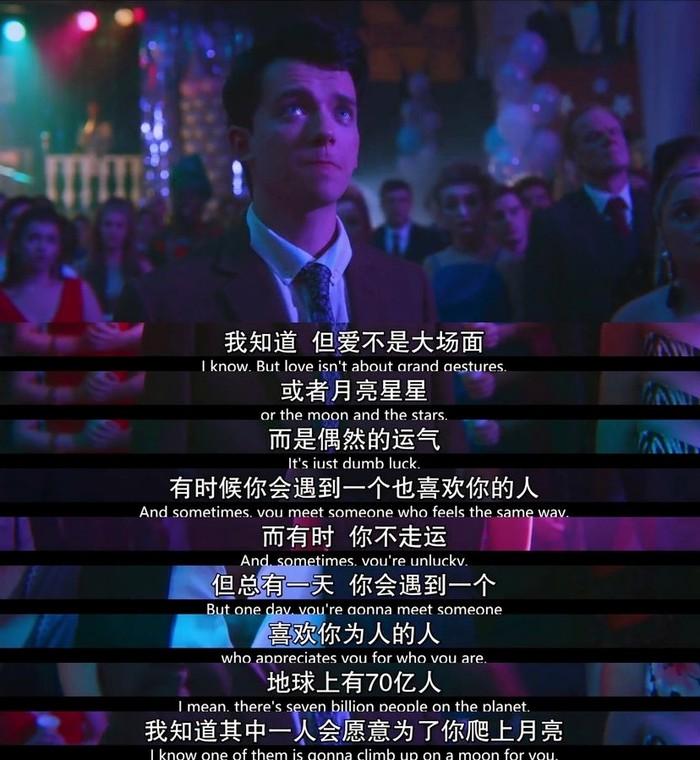 我知道 但爱不是大场面
I know. But love isn't about grand gestures,
或者月亮星星
or the moon and the stars.
而是偶然的运气
It's just dumb luck.
有时候你会遇到一个也喜欢你的人
And sometimes, you meet someone who feels the same way.
而有时 你不走运
And, sometimes, you're unlucky.
但总有一天 你会遇到一个
But one day, you're gonna meet someone
喜欢你为人的人
who appreciates you for who you are.
地球上有70亿人
I mean, there's seven billion people on the planet.
我知道其中一人会愿意为了你爬上月亮
I know one of them is gonna climb up on a moon for you.